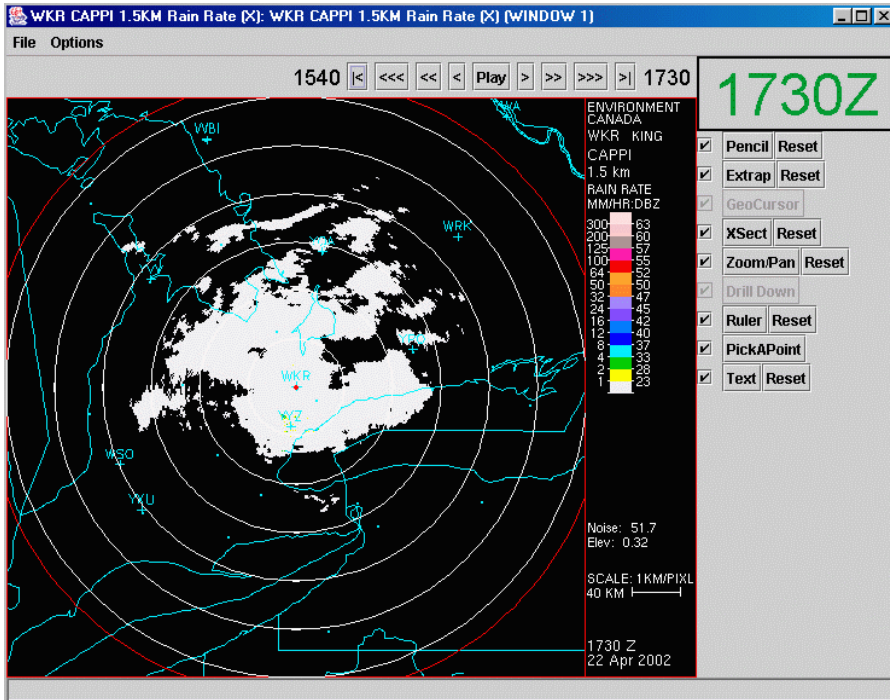 WKR CAPPI 1.5KM Rain Rate (X): WKR CAPPI 1.5KM Rain Rate (X) (WINDOW 1)
File Options
1540 |< <<< << < Play > >> >>> >| 1730
1730Z
Pencil Reset
Extrap Reset
GeoCursor
XSect Reset
Zoom/Pan Reset
Drill Down
Ruler Reset
PickAPoint
Text Reset
VBI
WA
WRK
WKR
YYZ
WSO
YXU
ENVIRONMENT
CANADA
WKR KING
CAPPI
1.5 km
RAIN RATE
MM/HR:DBZ
300 63
200 60
125 57
100 55
64 52
50 50
32 47
24 45
16 42
12 40
8 37
4 33
2 28
1 23
Noise: 51.7
Elev: 0.32
SCALE: 1KM/PIXL
40 KM
1730 Z
22 Apr 2002